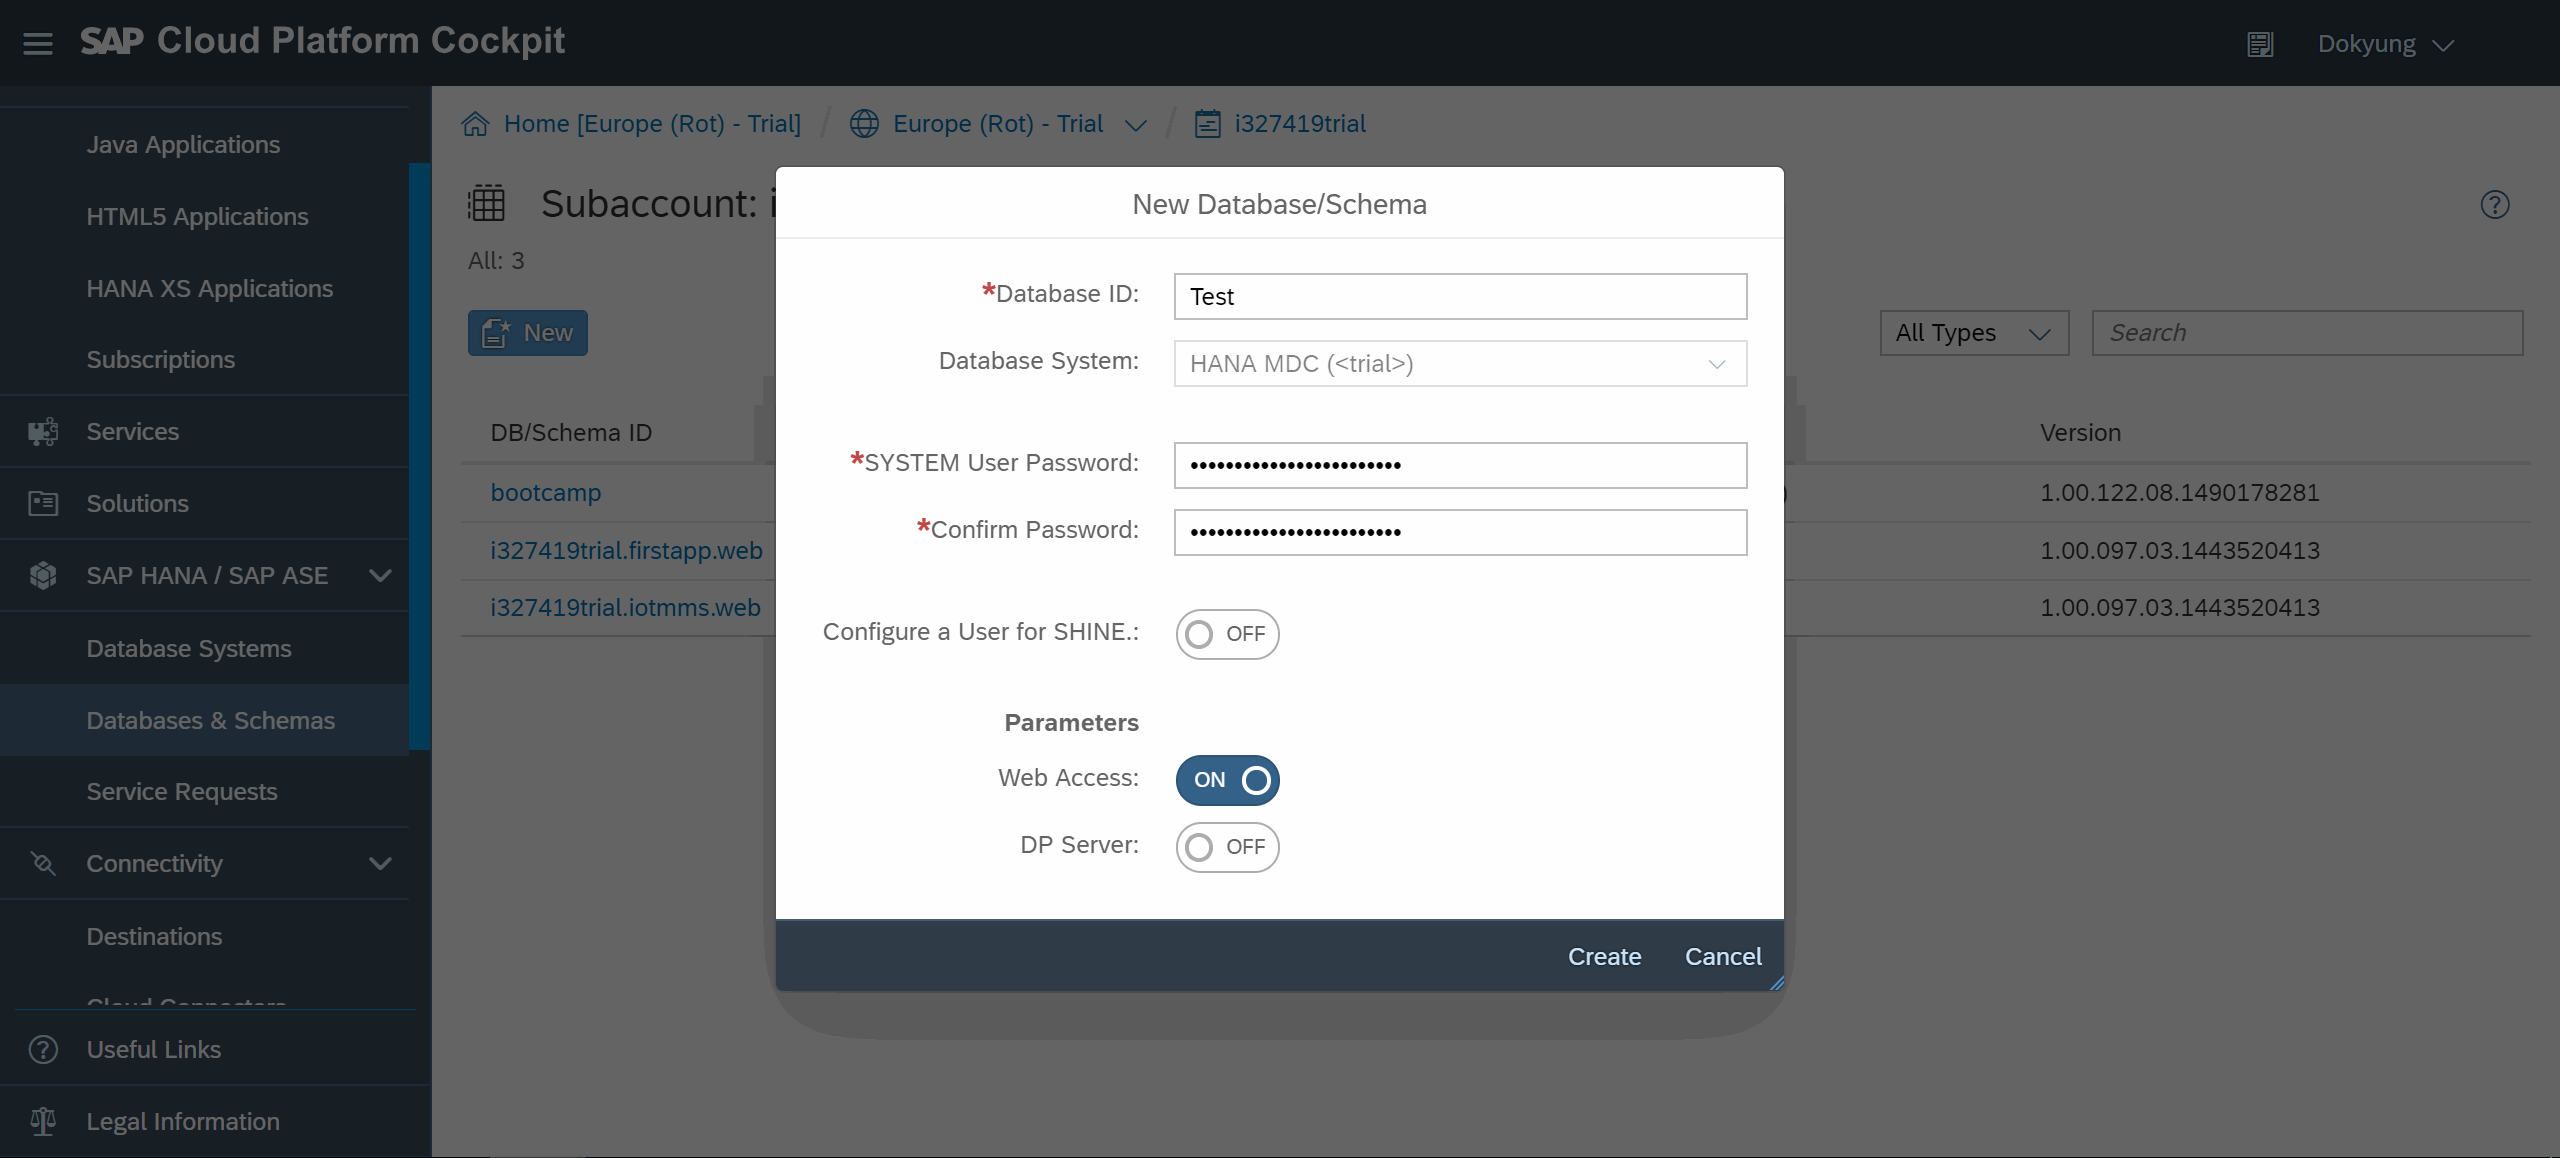 SAP Cloud Platform Cockpit
Dokyung
Java Applications
HTML5 Applications
HANA XS Applications
Subscriptions
Services
Solutions
SAP HANA / SAP ASE
Database Systems
Databases & Schemas
Service Requests
Connectivity
Destinations
Cloud Connectors
Useful Links
Legal Information
Home [Europe (Rot) - Trial] / Europe (Rot) - Trial / i327419trial
Subaccount: i
All: 3
New
All Types
Search
DB/Schema ID
Version
bootcamp
1.00.122.08.1490178281
i327419trial.firstapp.web
1.00.097.03.1443520413
i327419trial.iotmms.web
1.00.097.03.1443520413
New Database/Schema
*Database ID: Test
Database System: HANA MDC (<trial>)
*SYSTEM User Password: ••••••••••••••••••••••••
*Confirm Password: ••••••••••••••••••••••••
Configure a User for SHINE.: OFF
Parameters
Web Access: ON
DP Server: OFF
Create Cancel